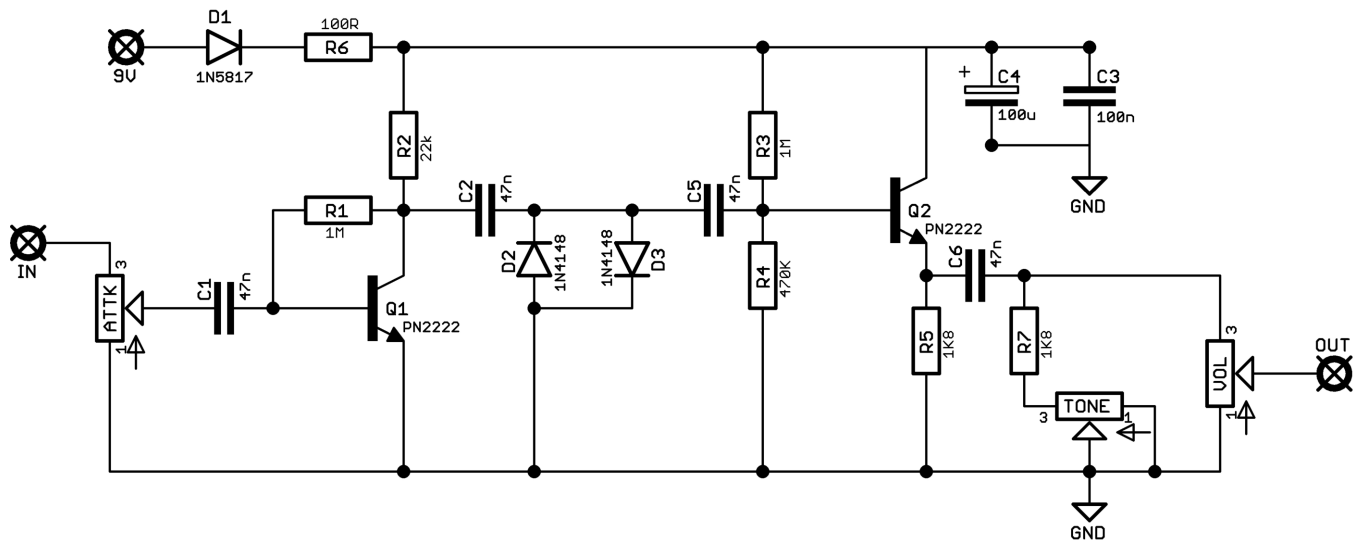 D1
100R
R6
9V
1N5817
+
C4
C3
100u
100n
R2
22k
R3
1M
GND
R1
1M
C2
47n
C5
47n
Q2
PN2222
IN
3
D2
1N4148
1N4148
D3
C6
47n
R4
470K
ATTK
C1
47n
Q1
PN2222
1
R5
1K8
R7
1K8
3
OUT
VOL
TONE
3
1
1
GND